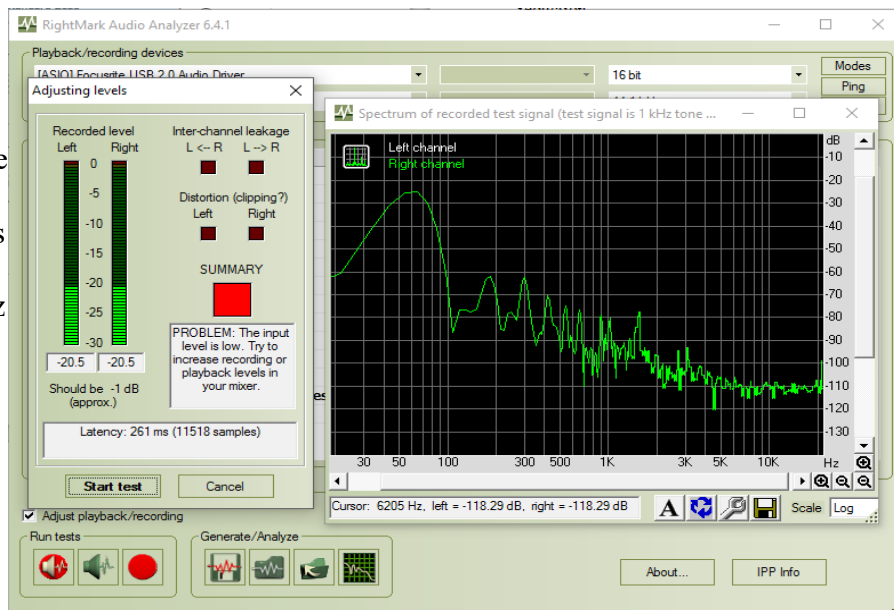 RightMark Audio Analyzer 6.4.1
Playback/recording devices
[ASIO] Focusrite USB 2.0 Audio Driver
16 bit
Modes
Ping
Adjusting levels
Recorded level
Left Right
0
-5
-10
-15
-20
-25
-30
-20.5 -20.5
Should be -1 dB
(approx.)
Inter-channel leakage
L <-- R L --> R
Distortion (clipping?)
Left Right
SUMMARY
PROBLEM: The input
level is low. Try to
increase recording or
playback levels in
your mixer.
Latency: 261 ms (11518 samples)
Start test Cancel
Spectrum of recorded test signal (test signal is 1 kHz tone ...
Left channel
Right channel
dB
-10
-20
-30
-40
-50
-60
-70
-80
-90
-100
-110
-120
-130
30 50 100 300 500 1K 3K 5K 10K Hz
Cursor: 6205 Hz, left = -118.29 dB, right = -118.29 dB
A
Scale Log
Adjust playback/recording
Run tests
Generate/Analyze
About...
IPP Info